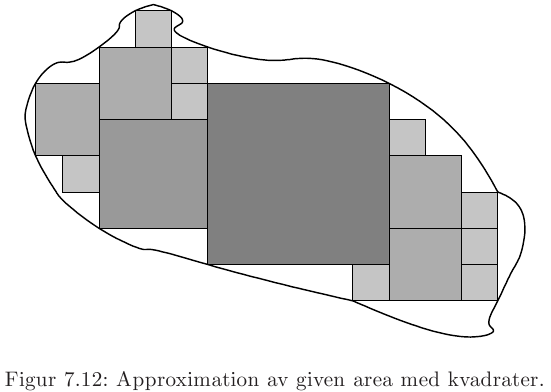 Figur 7.12: Approximation av given area med kvadrater.